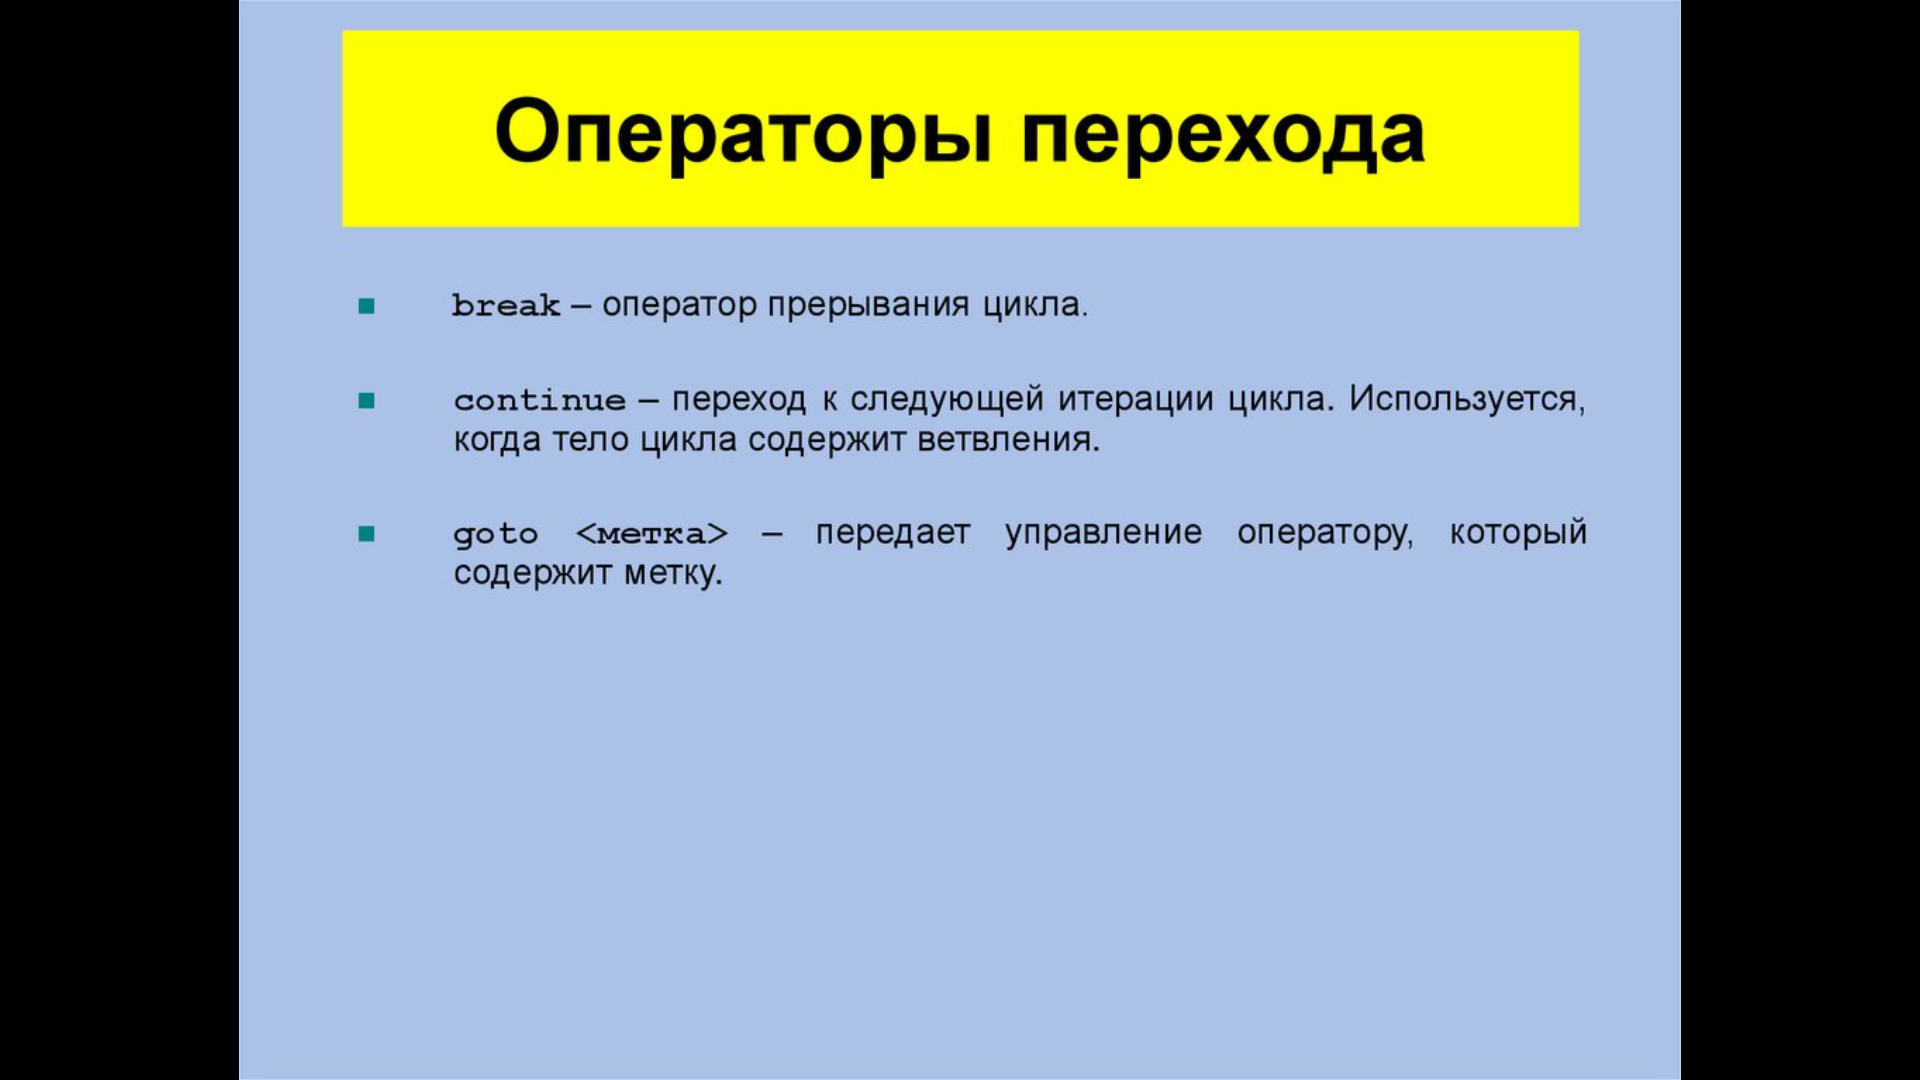 Операторы перехода
break – оператор прерывания цикла.
continue – переход к следующей итерации цикла. Используется,
когда тело цикла содержит ветвления.
goto <метка> – передает управление оператору, который
содержит метку.